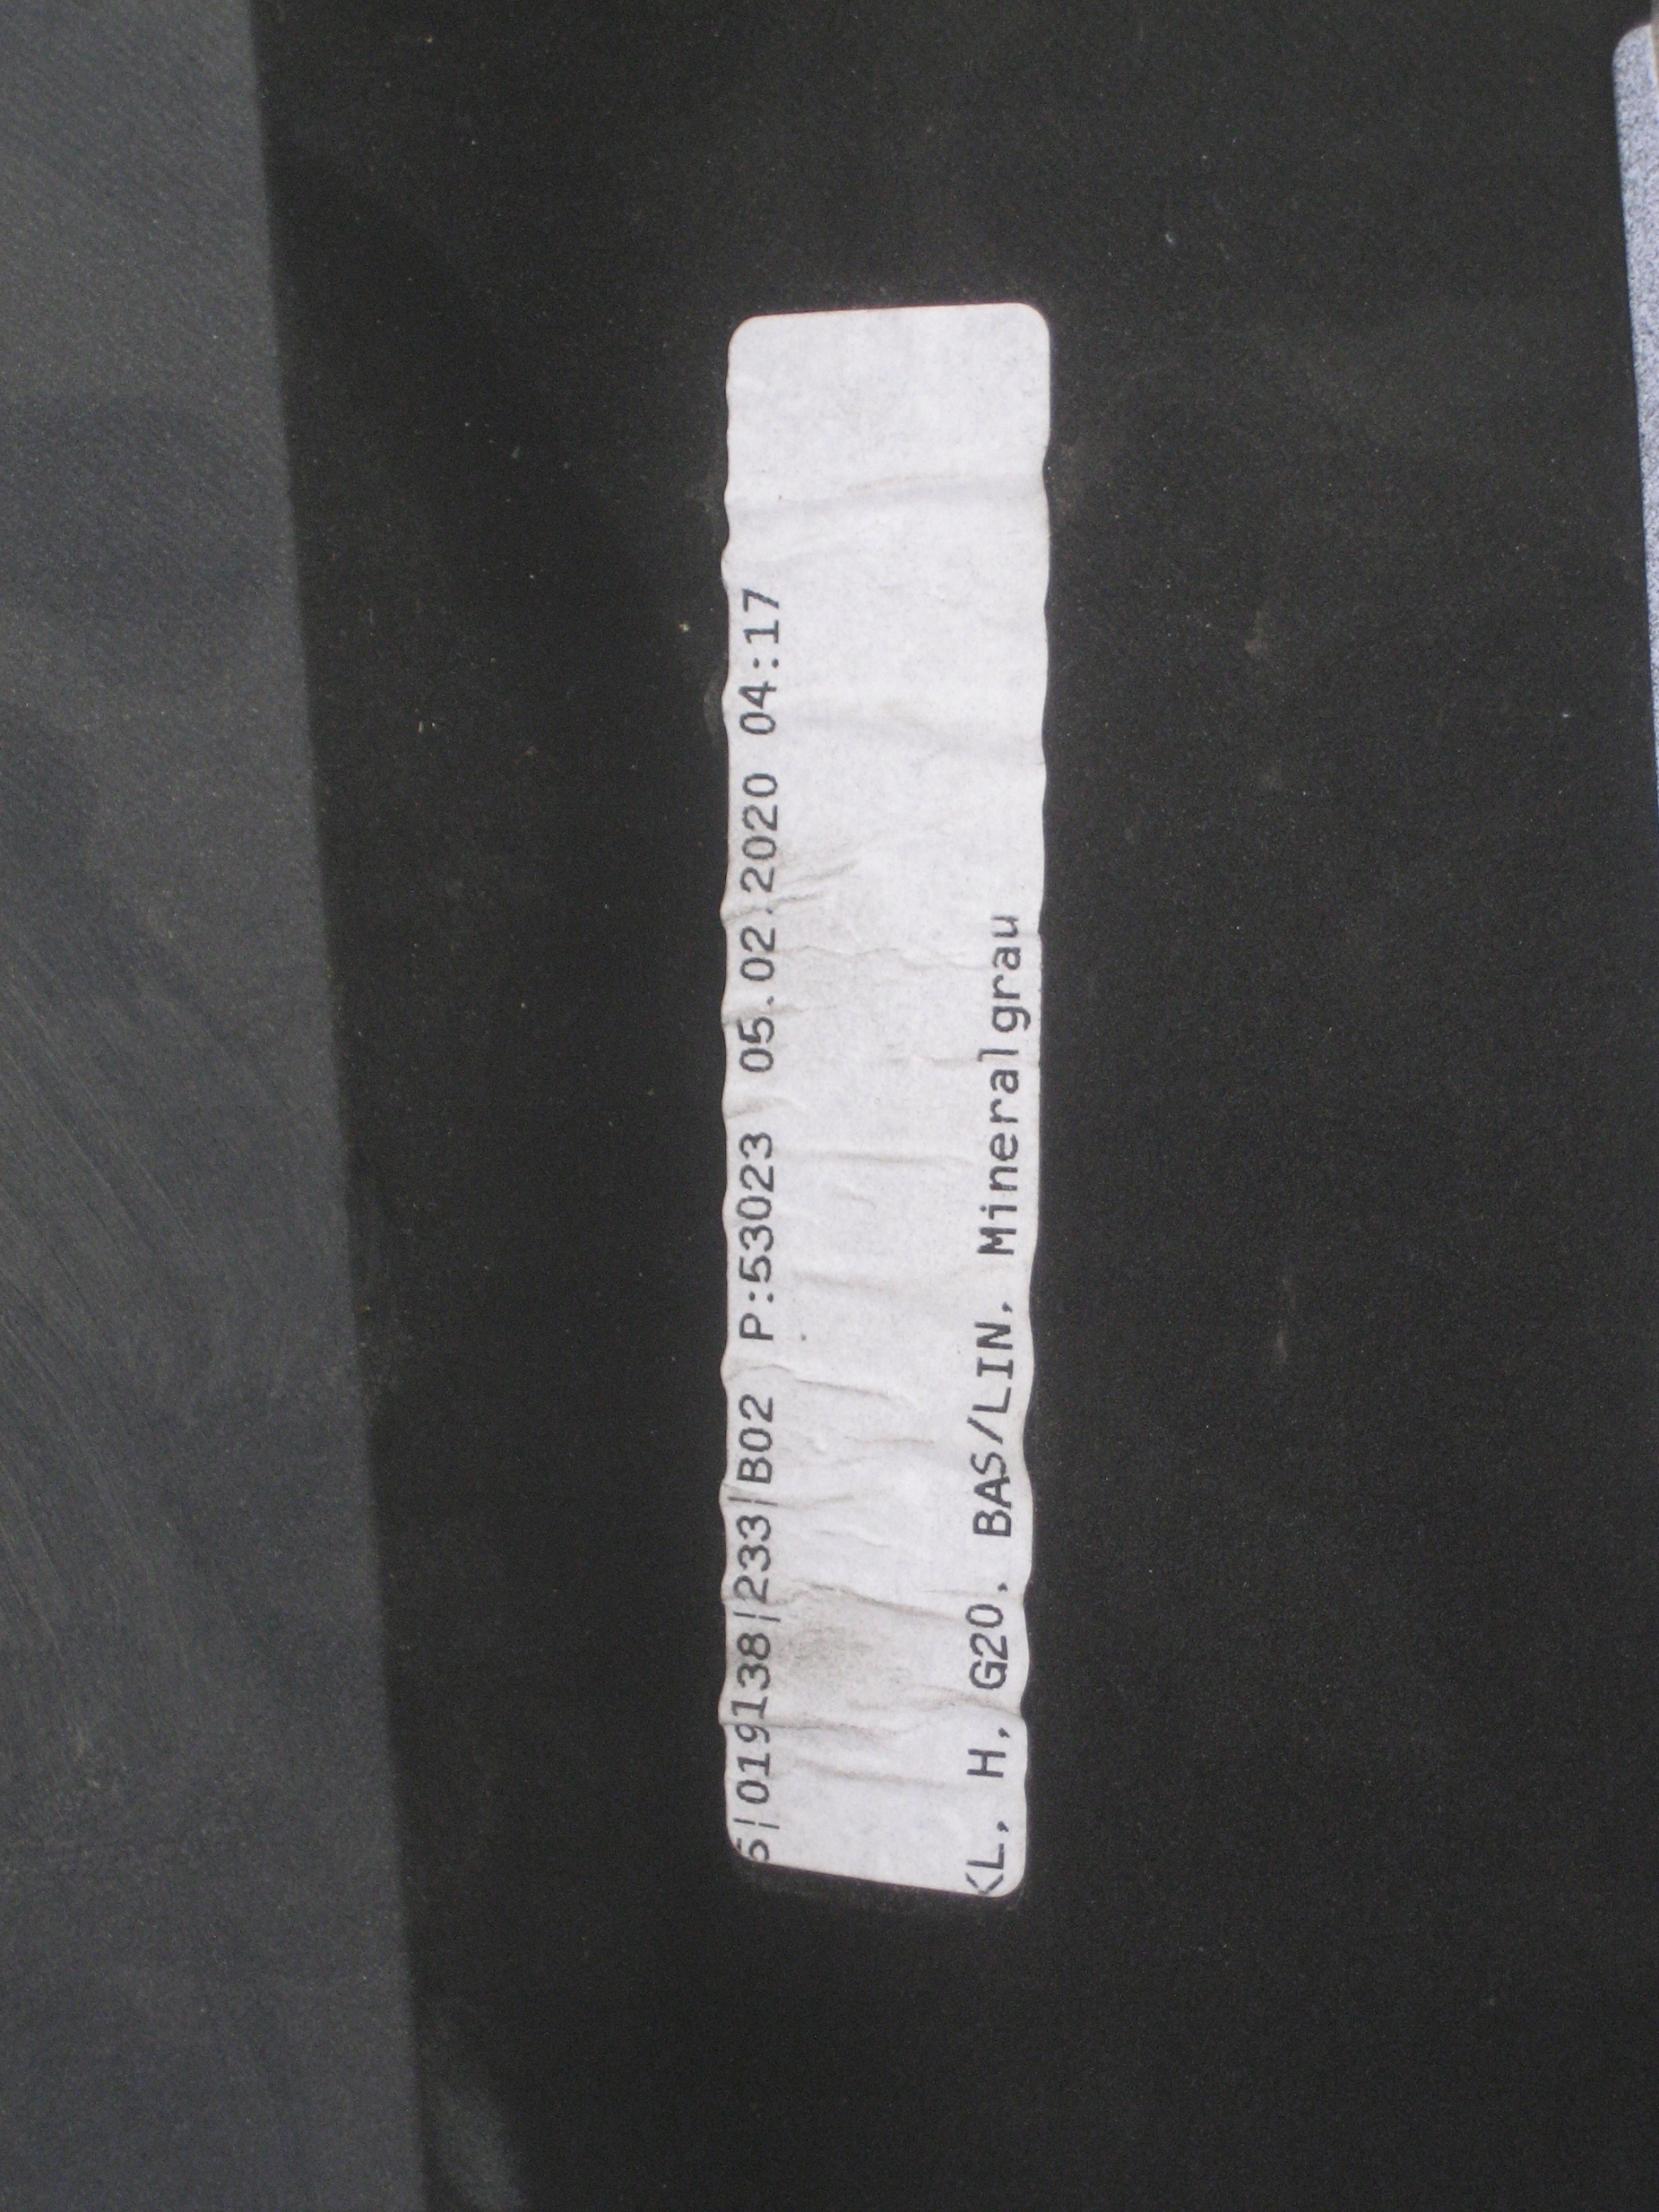 5|019138|233|B02 P:53023 05.02.2020 04:17
KL, H, G20, BAS/LIN, Mineralgrau